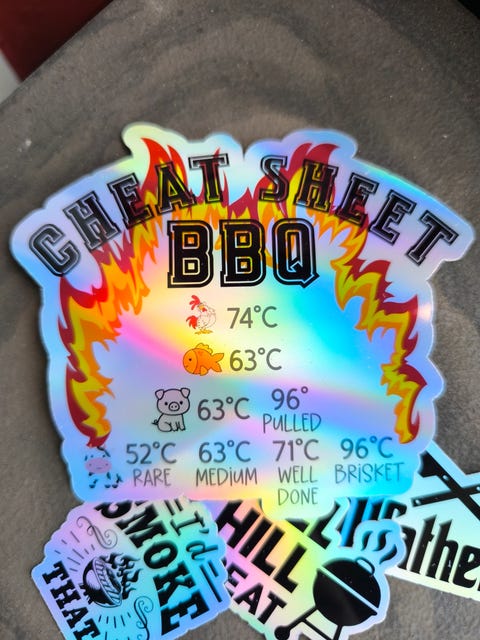 CHEAT SHEET
BBQ
74°C
63°C
63°C 96°
PULLED
52°C 63°C 71°C 96°C
RARE MEDIUM WELL DONE BRISKET
I'd
SMOKE
THAT
HILL
EAT